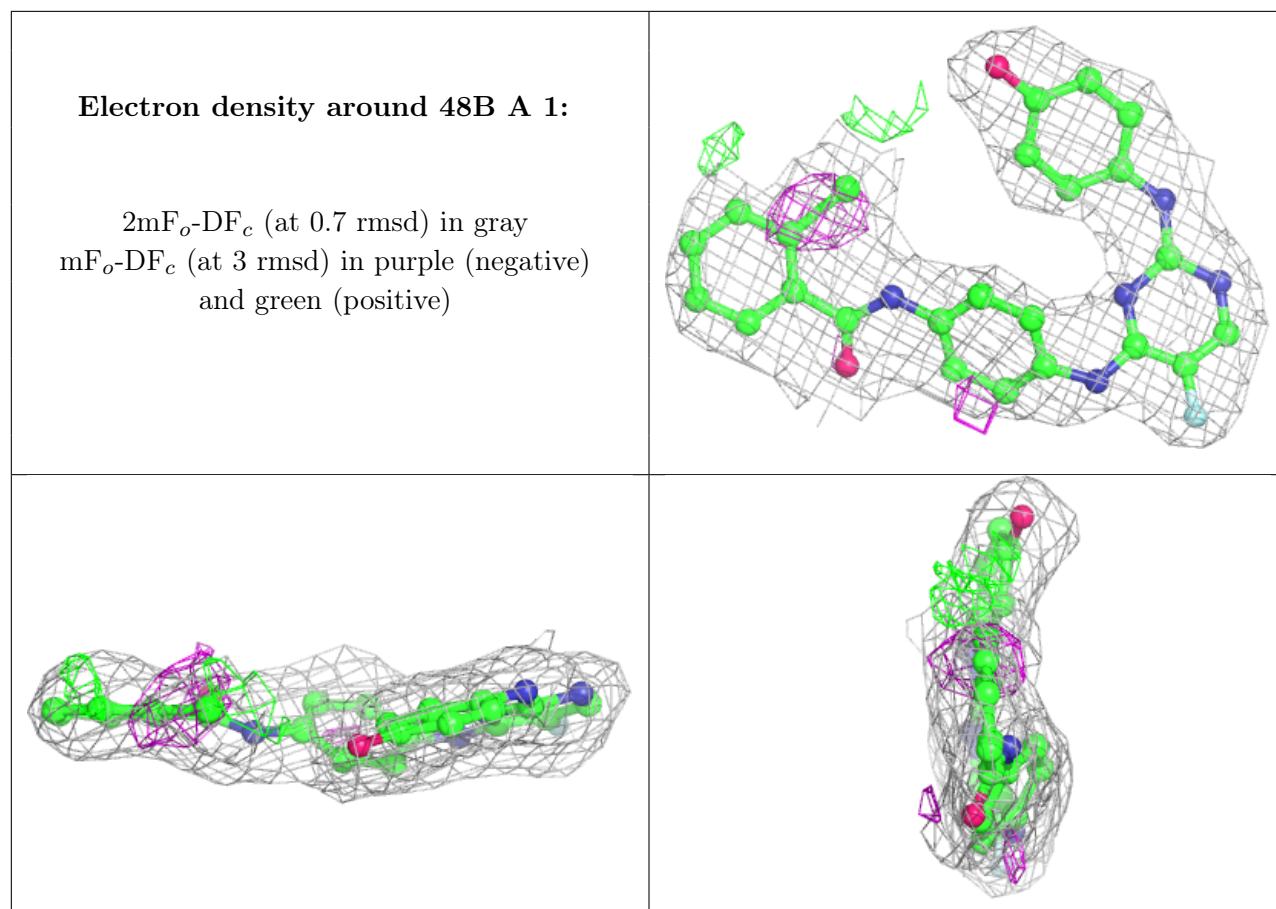 Electron density around 48B A 1:
2mFo-DFc (at 0.7 rmsd) in gray
mFo-DFc (at 3 rmsd) in purple (negative)
and green (positive)